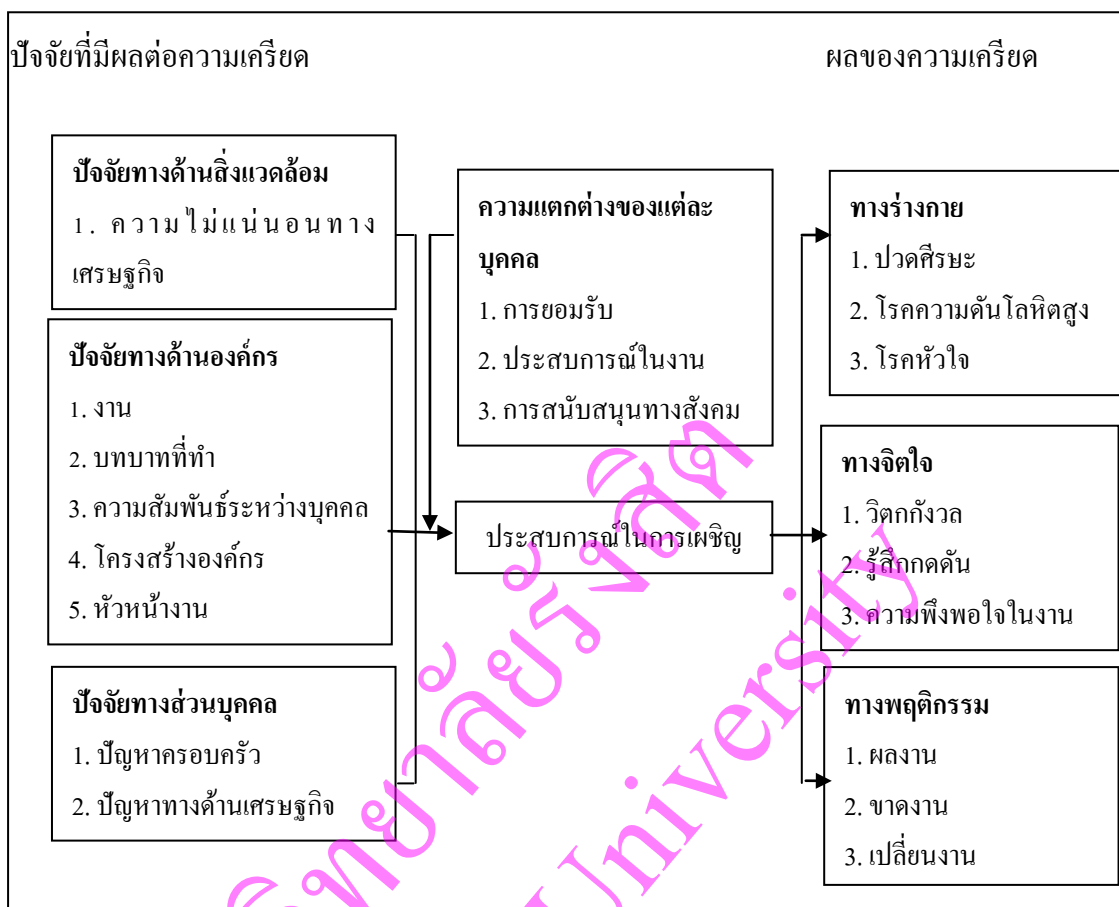 ปัจจัยที่มีผลต่อความเครียด
ผลของความเครียด
ปัจจัยทางด้านสิ่งแวดล้อม
1. ความไม่แน่นอนทาง
เศรษฐกิจ
ปัจจัยทางด้านองค์กร
1. งาน
2. บทบาทที่ทำ
3. ความสัมพันธ์ระหว่างบุคคล
4. โครงสร้างองค์กร
5. หัวหน้างาน
ปัจจัยทางส่วนบุคคล
1. ปัญหาครอบครัว
2. ปัญหาทางด้านเศรษฐกิจ
ความแตกต่างของแต่ละ
บุคคล
1. การยอมรับ
2. ประสบการณ์ในงาน
3. การสนับสนุนทางสังคม
ประสบการณ์ในการเผชิญ
ทางร่างกาย
1. ปวดศีรษะ
2. โรคความดันโลหิตสูง
3. โรคหัวใจ
ทางจิตใจ
1. วิตกกังวล
2. รู้สึกกดดัน
3. ความพึงพอใจในงาน
ทางพฤติกรรม
1. ผลงาน
2. ขาดงาน
3. เปลี่ยนงาน
วิทยาลัยรังสิต
University